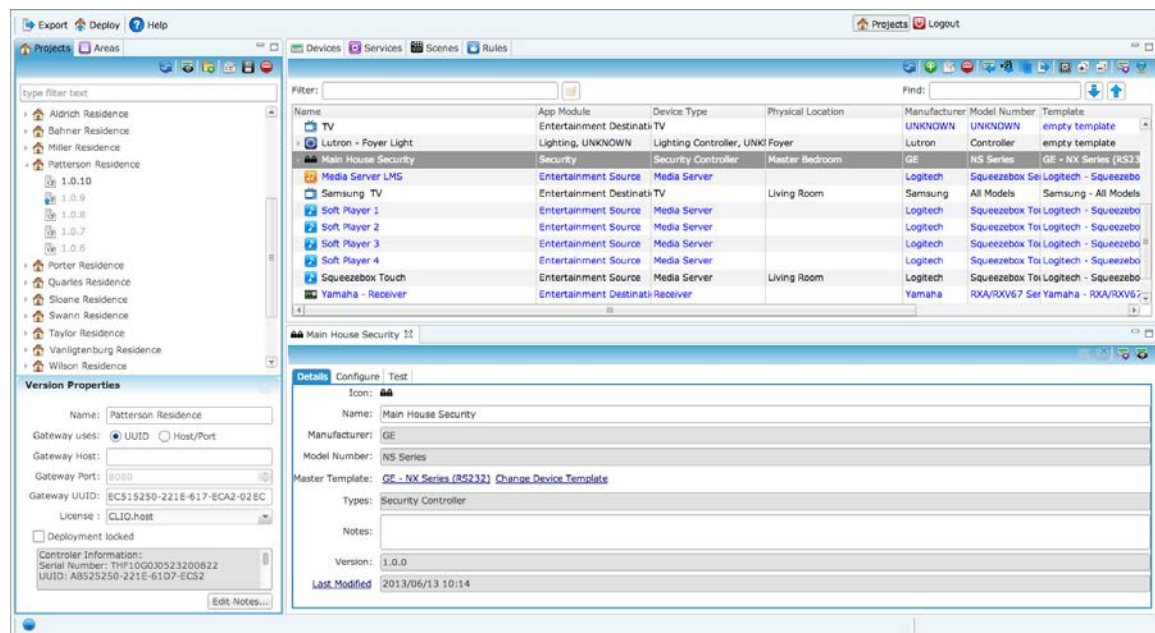 Export Deploy Help Projects Logout
Projects Areas
type filter text
Aldrich Residence
Bahner Residence
Miller Residence
Patterson Residence
1.0.10
1.0.9
1.0.8
1.0.7
1.0.6
Porter Residence
Quarles Residence
Sloane Residence
Swann Residence
Taylor Residence
Vanligtenburg Residence
Wilson Residence
Version Properties
Name: Patterson Residence
Gateway uses: UUID Host/Port
Gateway Host:
Gateway Port: 8080
Gateway UUID: EC515250-221E-617-ECA2-02EC
License : CLIO.host
Deployment locked
Controler Information:
Serial Number: THF10G0J0523200822
UUID: AB525250-221E-61D7-EC52
Edit Notes...
Devices Services Scenes Rules
Filter: Find:
Name App Module Device Type Physical Location Manufacturer Model Number Template
TV Entertainment Destinati TV UNKNOWN UNKNOWN empty template
Lutron - Foyer Light Lighting, UNKNOWN Lighting Controller, UNKI Foyer Lutron Controller empty template
Main House Security Security Security Controller Master Bedroom GE NS Series GE - NX Series (RS23
Media Server LMS Entertainment Source Media Server Logitech Squeezebox Se Logitech - Squeezebo
Samsung TV Entertainment Destinati TV Living Room Samsung All Models Samsung - All Models
Soft Player 1 Entertainment Source Media Server Logitech Squeezebox To Logitech - Squeezebo
Soft Player 2 Entertainment Source Media Server Logitech Squeezebox To Logitech - Squeezebo
Soft Player 3 Entertainment Source Media Server Logitech Squeezebox To Logitech - Squeezebo
Soft Player 4 Entertainment Source Media Server Logitech Squeezebox To Logitech - Squeezebo
Squeezebox Touch Entertainment Source Media Server Living Room Logitech Squeezebox To Logitech - Squeezebo
Yamaha - Receiver Entertainment Destinati Receiver Yamaha RXA/RXV67 Ser Yamaha - RXA/RXV67
Main House Security
Details Configure Test
Icon:
Name: Main House Security
Manufacturer: GE
Model Number: NS Series
Master Template: GE - NX Series (RS232) Change Device Template
Types: Security Controller
Notes:
Version: 1.0.0
Last Modified 2013/06/13 10:14